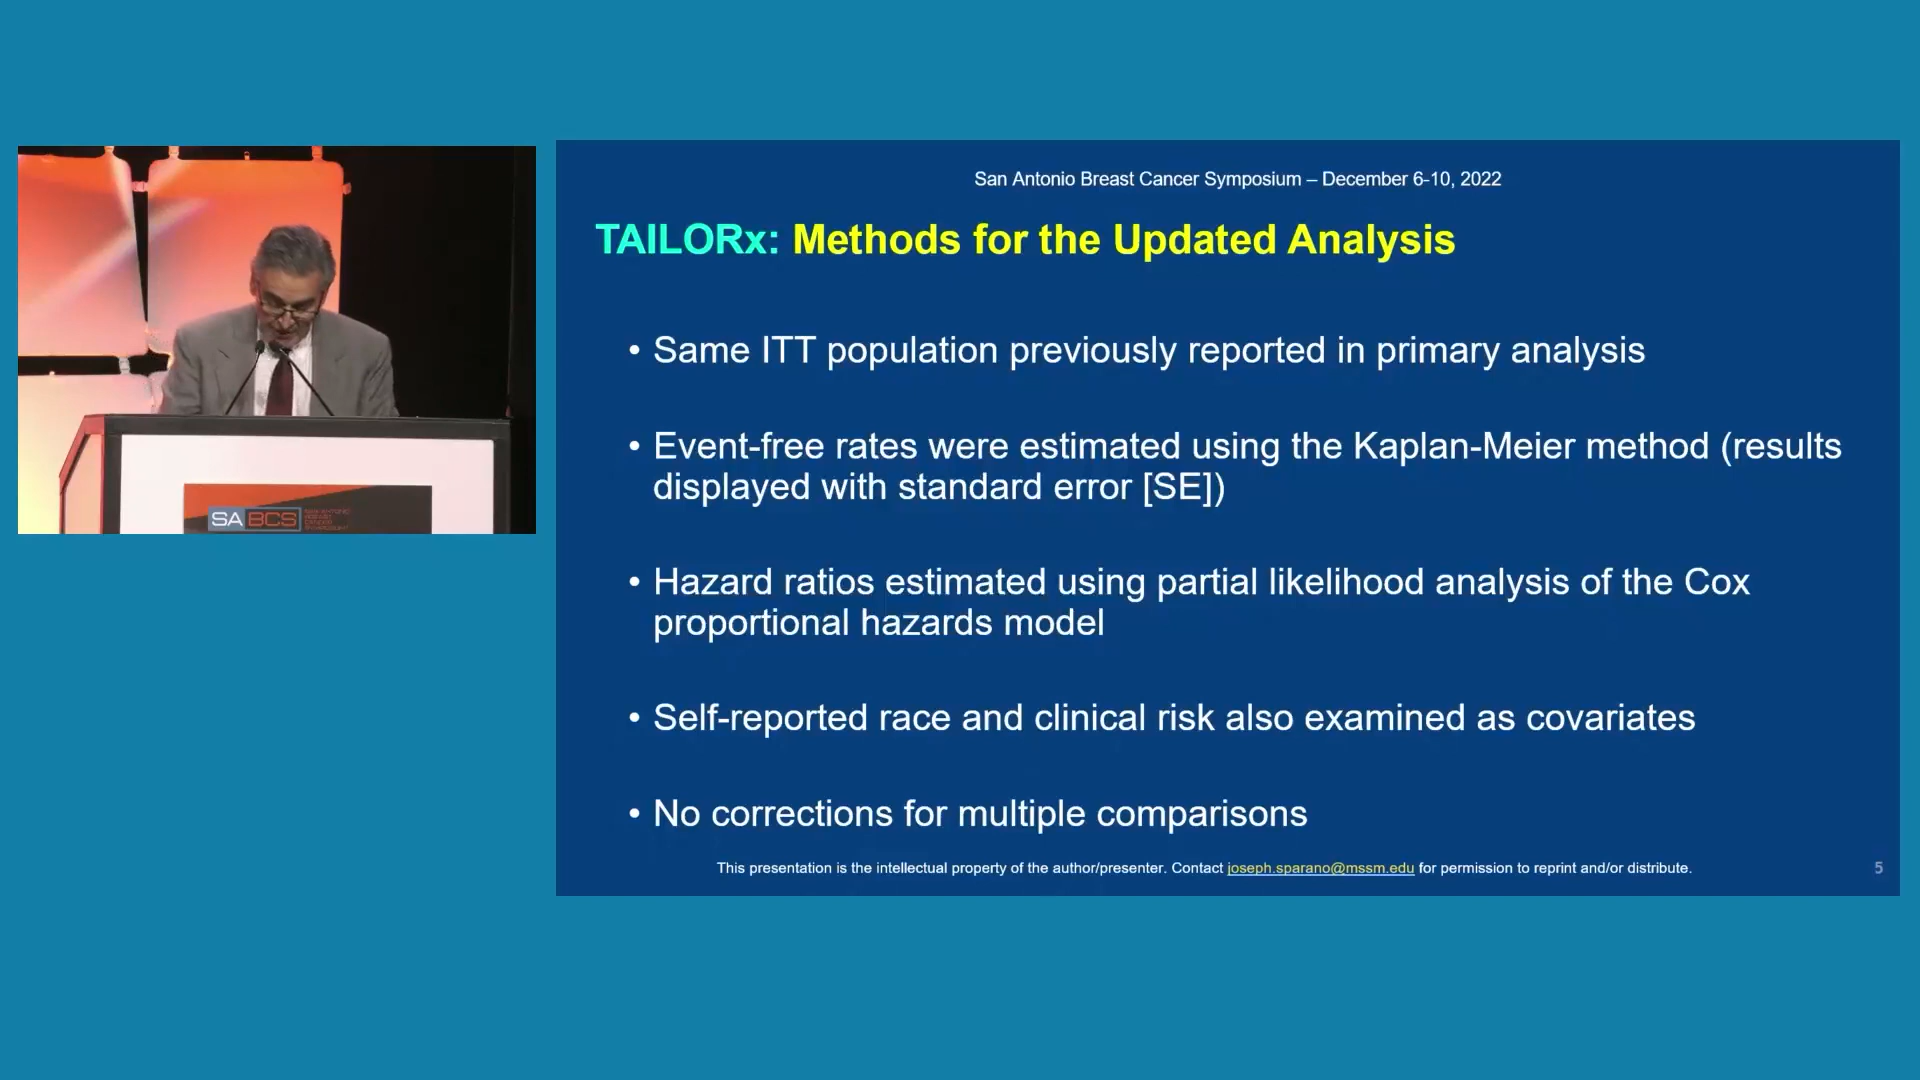 San Antonio Breast Cancer Symposium – December 6-10, 2022
TAILORx: Methods for the Updated Analysis
• Same ITT population previously reported in primary analysis
• Event-free rates were estimated using the Kaplan-Meier method (results
displayed with standard error [SE])
• Hazard ratios estimated using partial likelihood analysis of the Cox
proportional hazards model
• Self-reported race and clinical risk also examined as covariates
• No corrections for multiple comparisons
This presentation is the intellectual property of the author/presenter. Contact joseph.sparano@mssm.edu for permission to reprint and/or distribute.
5
SA BCS